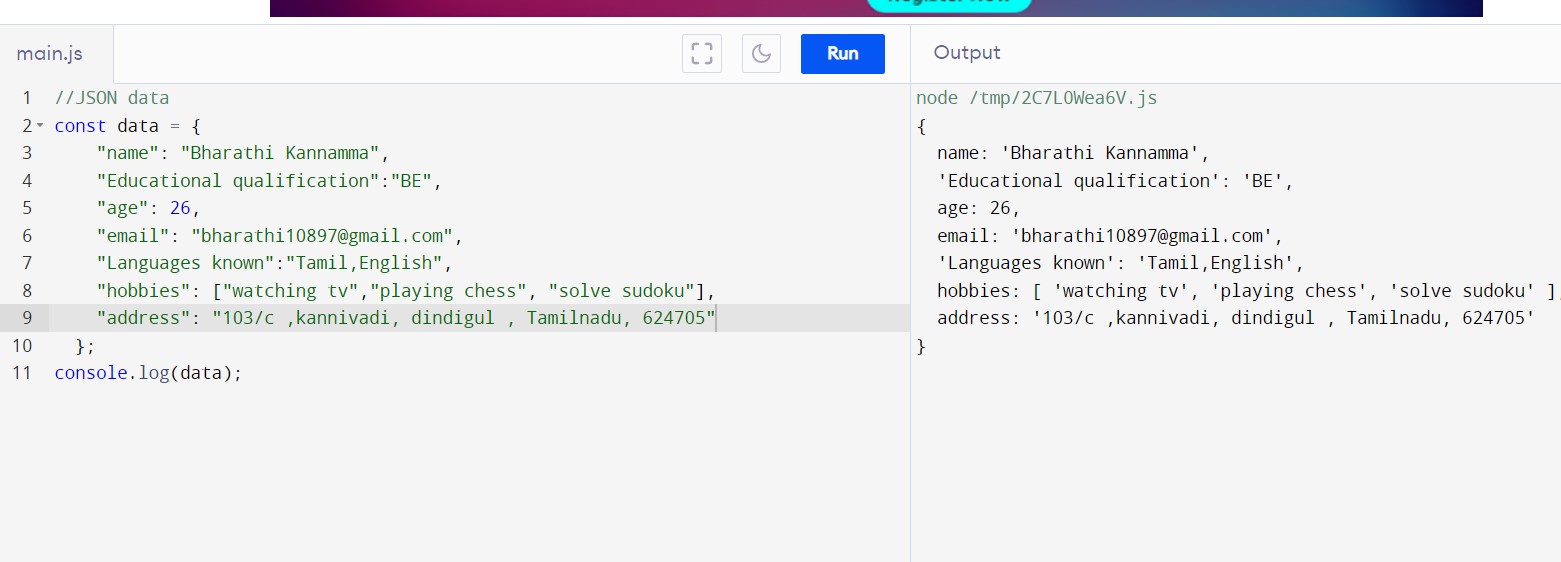 Register Now
main.js
Run
Output
1 //JSON data
2 const data = {
3 "name": "Bharathi Kannamma",
4 "Educational qualification":"BE",
5 "age": 26,
6 "email": "bharathi10897@gmail.com",
7 "Languages known":"Tamil,English",
8 "hobbies": ["watching tv","playing chess", "solve sudoku"],
9 "address": "103/c ,kannivadi, dindigul , Tamilnadu, 624705"
10 };
11 console.log(data);
node /tmp/2C7L0Wea6V.js
{
name: 'Bharathi Kannamma',
'Educational qualification': 'BE',
age: 26,
email: 'bharathi10897@gmail.com',
'Languages known': 'Tamil,English',
hobbies: [ 'watching tv', 'playing chess', 'solve sudoku' ],
address: '103/c ,kannivadi, dindigul , Tamilnadu, 624705'
}